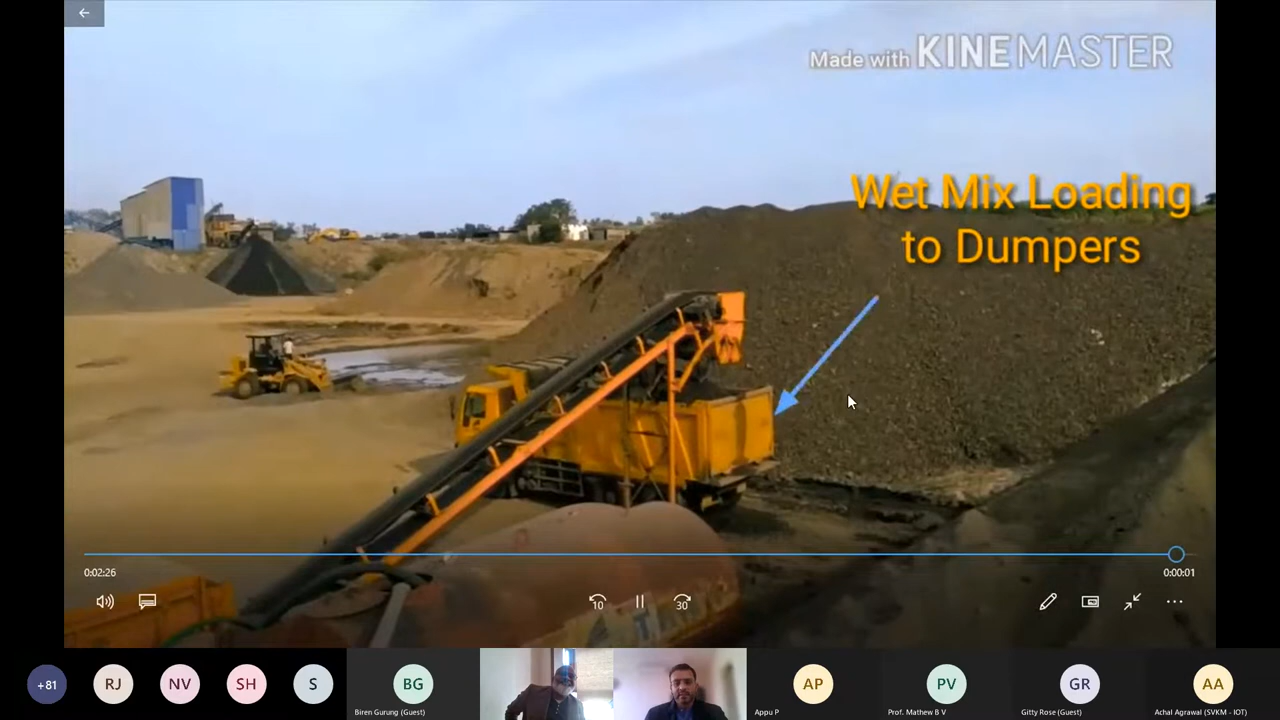 Made with KINEMASTER
Wet Mix Loading
to Dumpers
0:02:26
0:00:01
10
30
+81
RJ
NV
SH
S
BG
AP
PV
GR
AA
Biren Gurung (Guest)
Appu P
Prof. Mathew B V
Gitty Rose (Guest)
Achal Agrawal (SVKM - IOT)